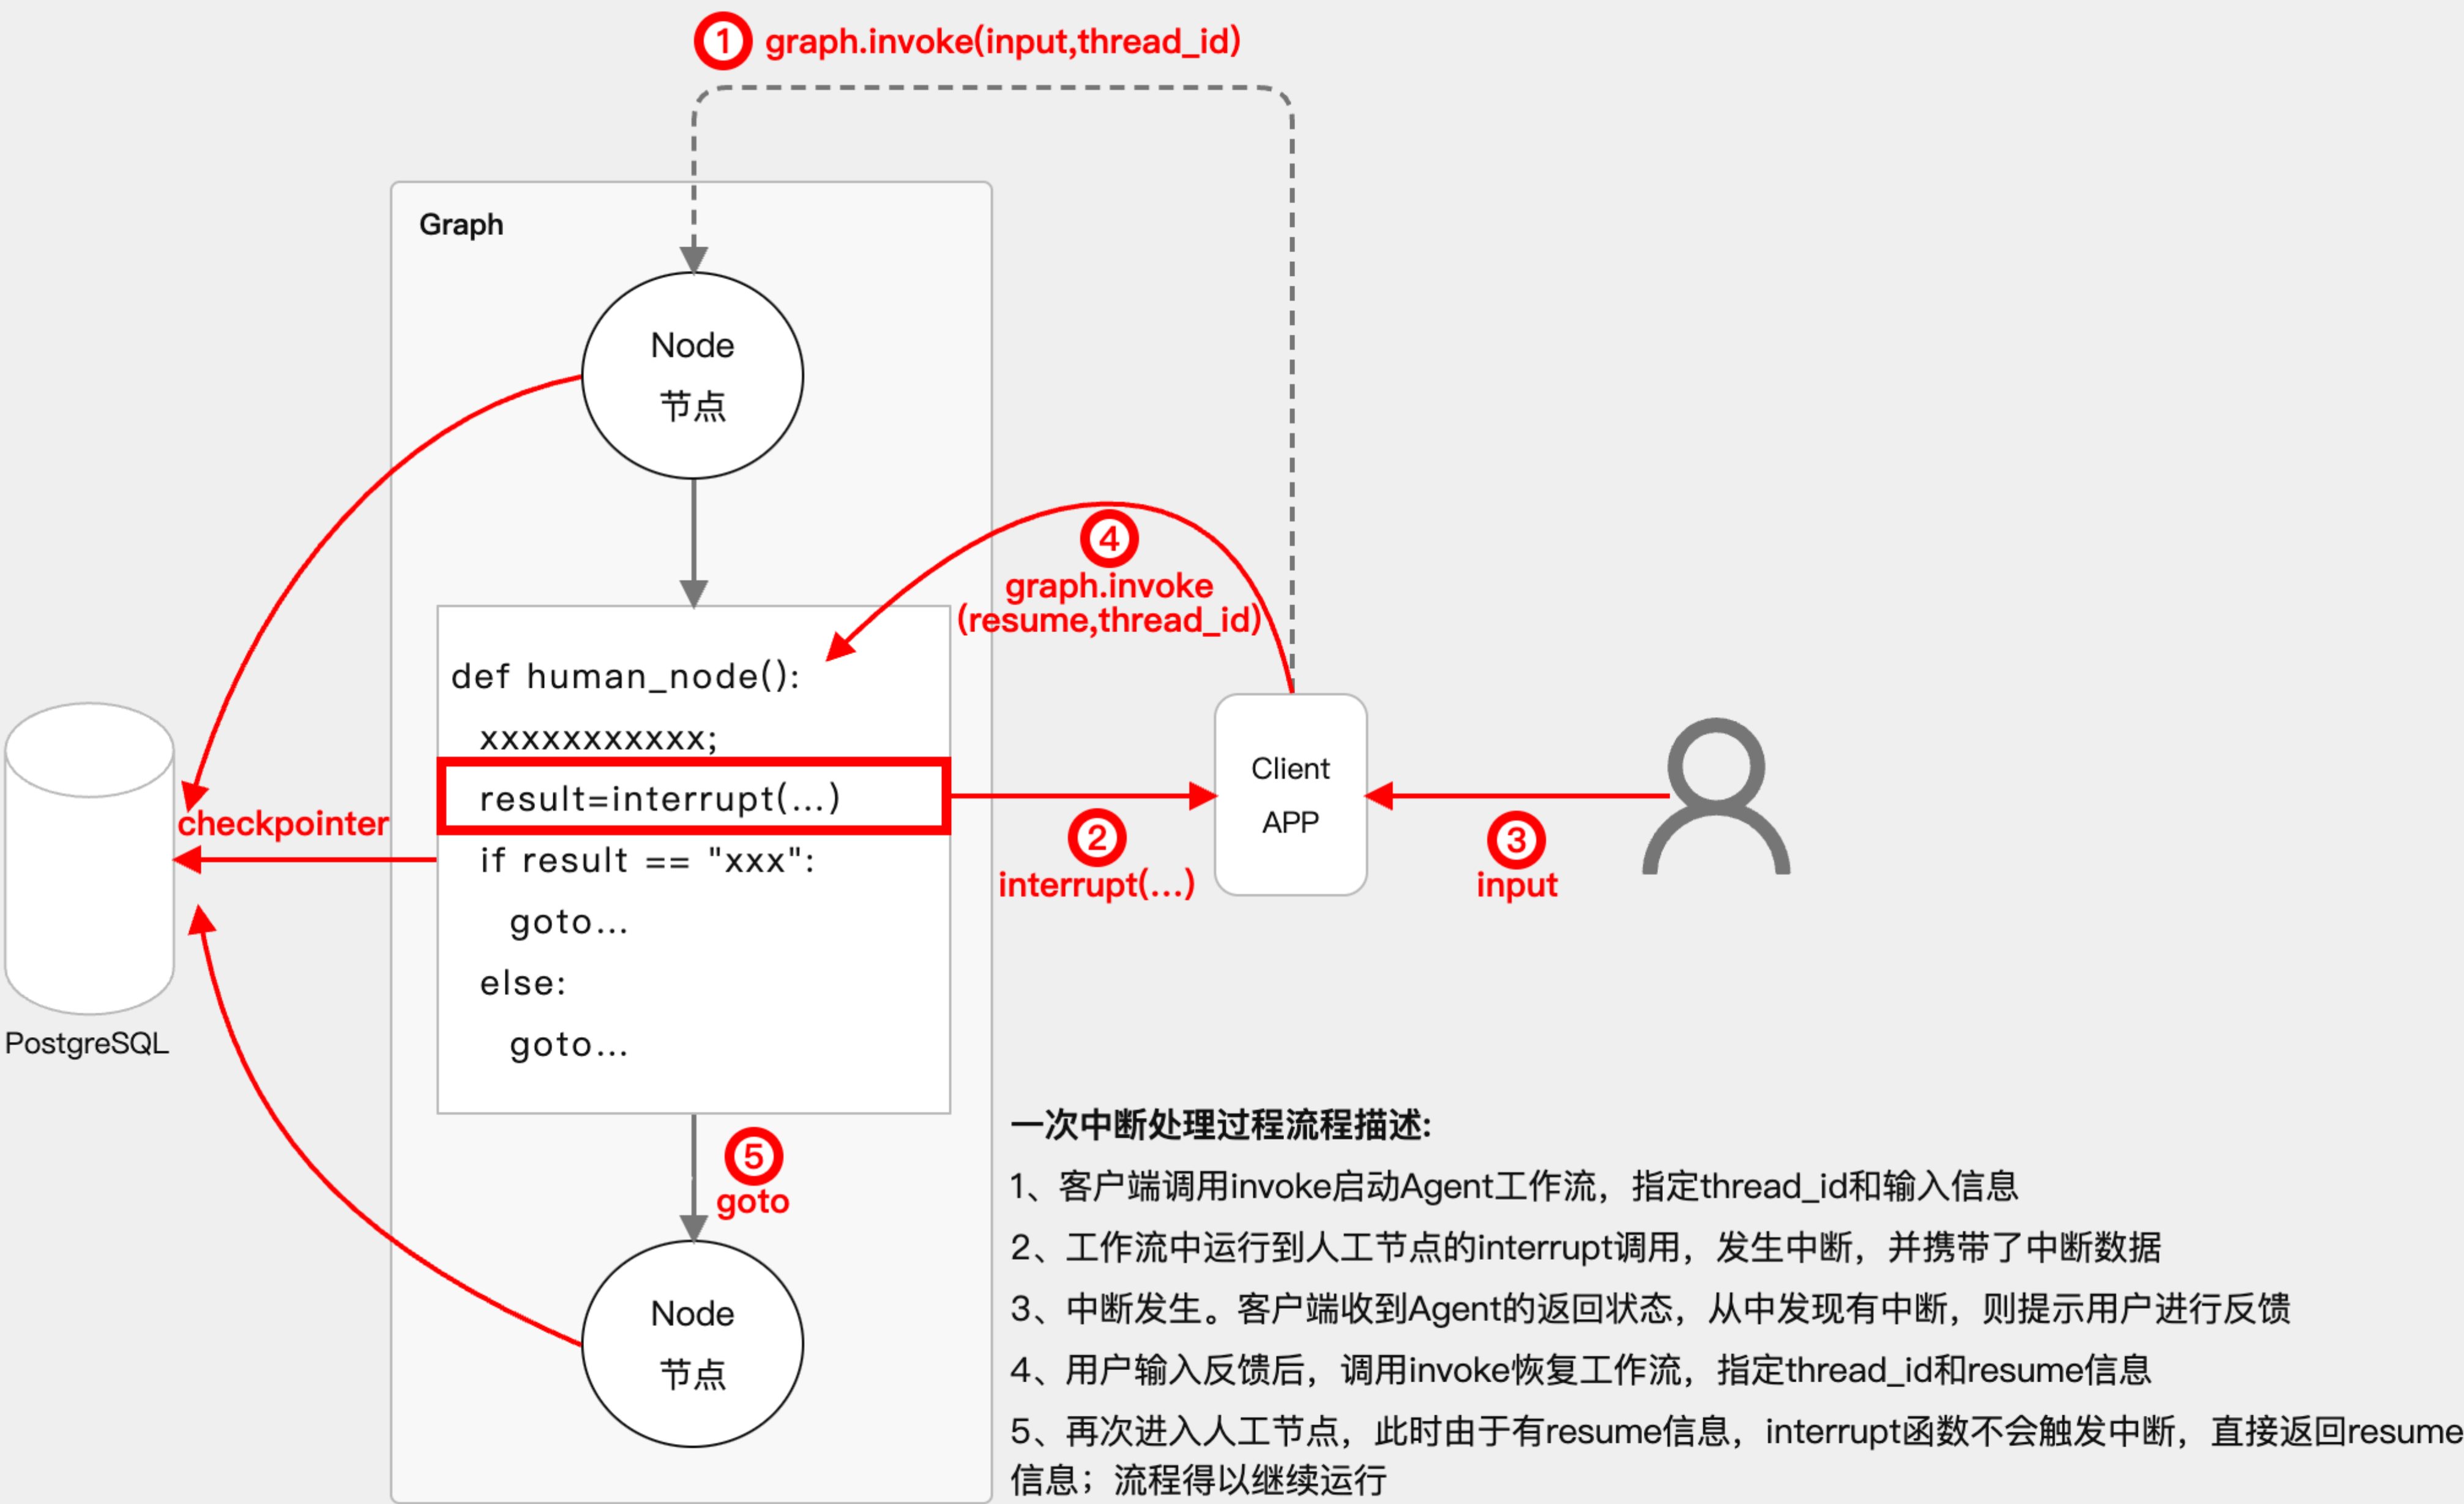 ① graph.invoke(input,thread_id)
Graph
Node
节点
④
graph.invoke
(resume,thread_id)
def human_node():
xxxxxxxxxxx;
result=interrupt(...)
if result == "xxx":
goto...
else:
goto...
checkpointer
PostgreSQL
②
interrupt(...)
Client
APP
③
input
⑤
goto
Node
节点
一次中断处理过程流程描述:
1、客户端调用invoke启动Agent工作流，指定thread_id和输入信息
2、工作流中运行到人工节点的interrupt调用，发生中断，并携带了中断数据
3、中断发生。客户端收到Agent的返回状态，从中发现有中断，则提示用户进行反馈
4、用户输入反馈后，调用invoke恢复工作流，指定thread_id和resume信息
5、再次进入人工节点，此时由于有resume信息，interrupt函数不会触发中断，直接返回resume
信息；流程得以继续运行